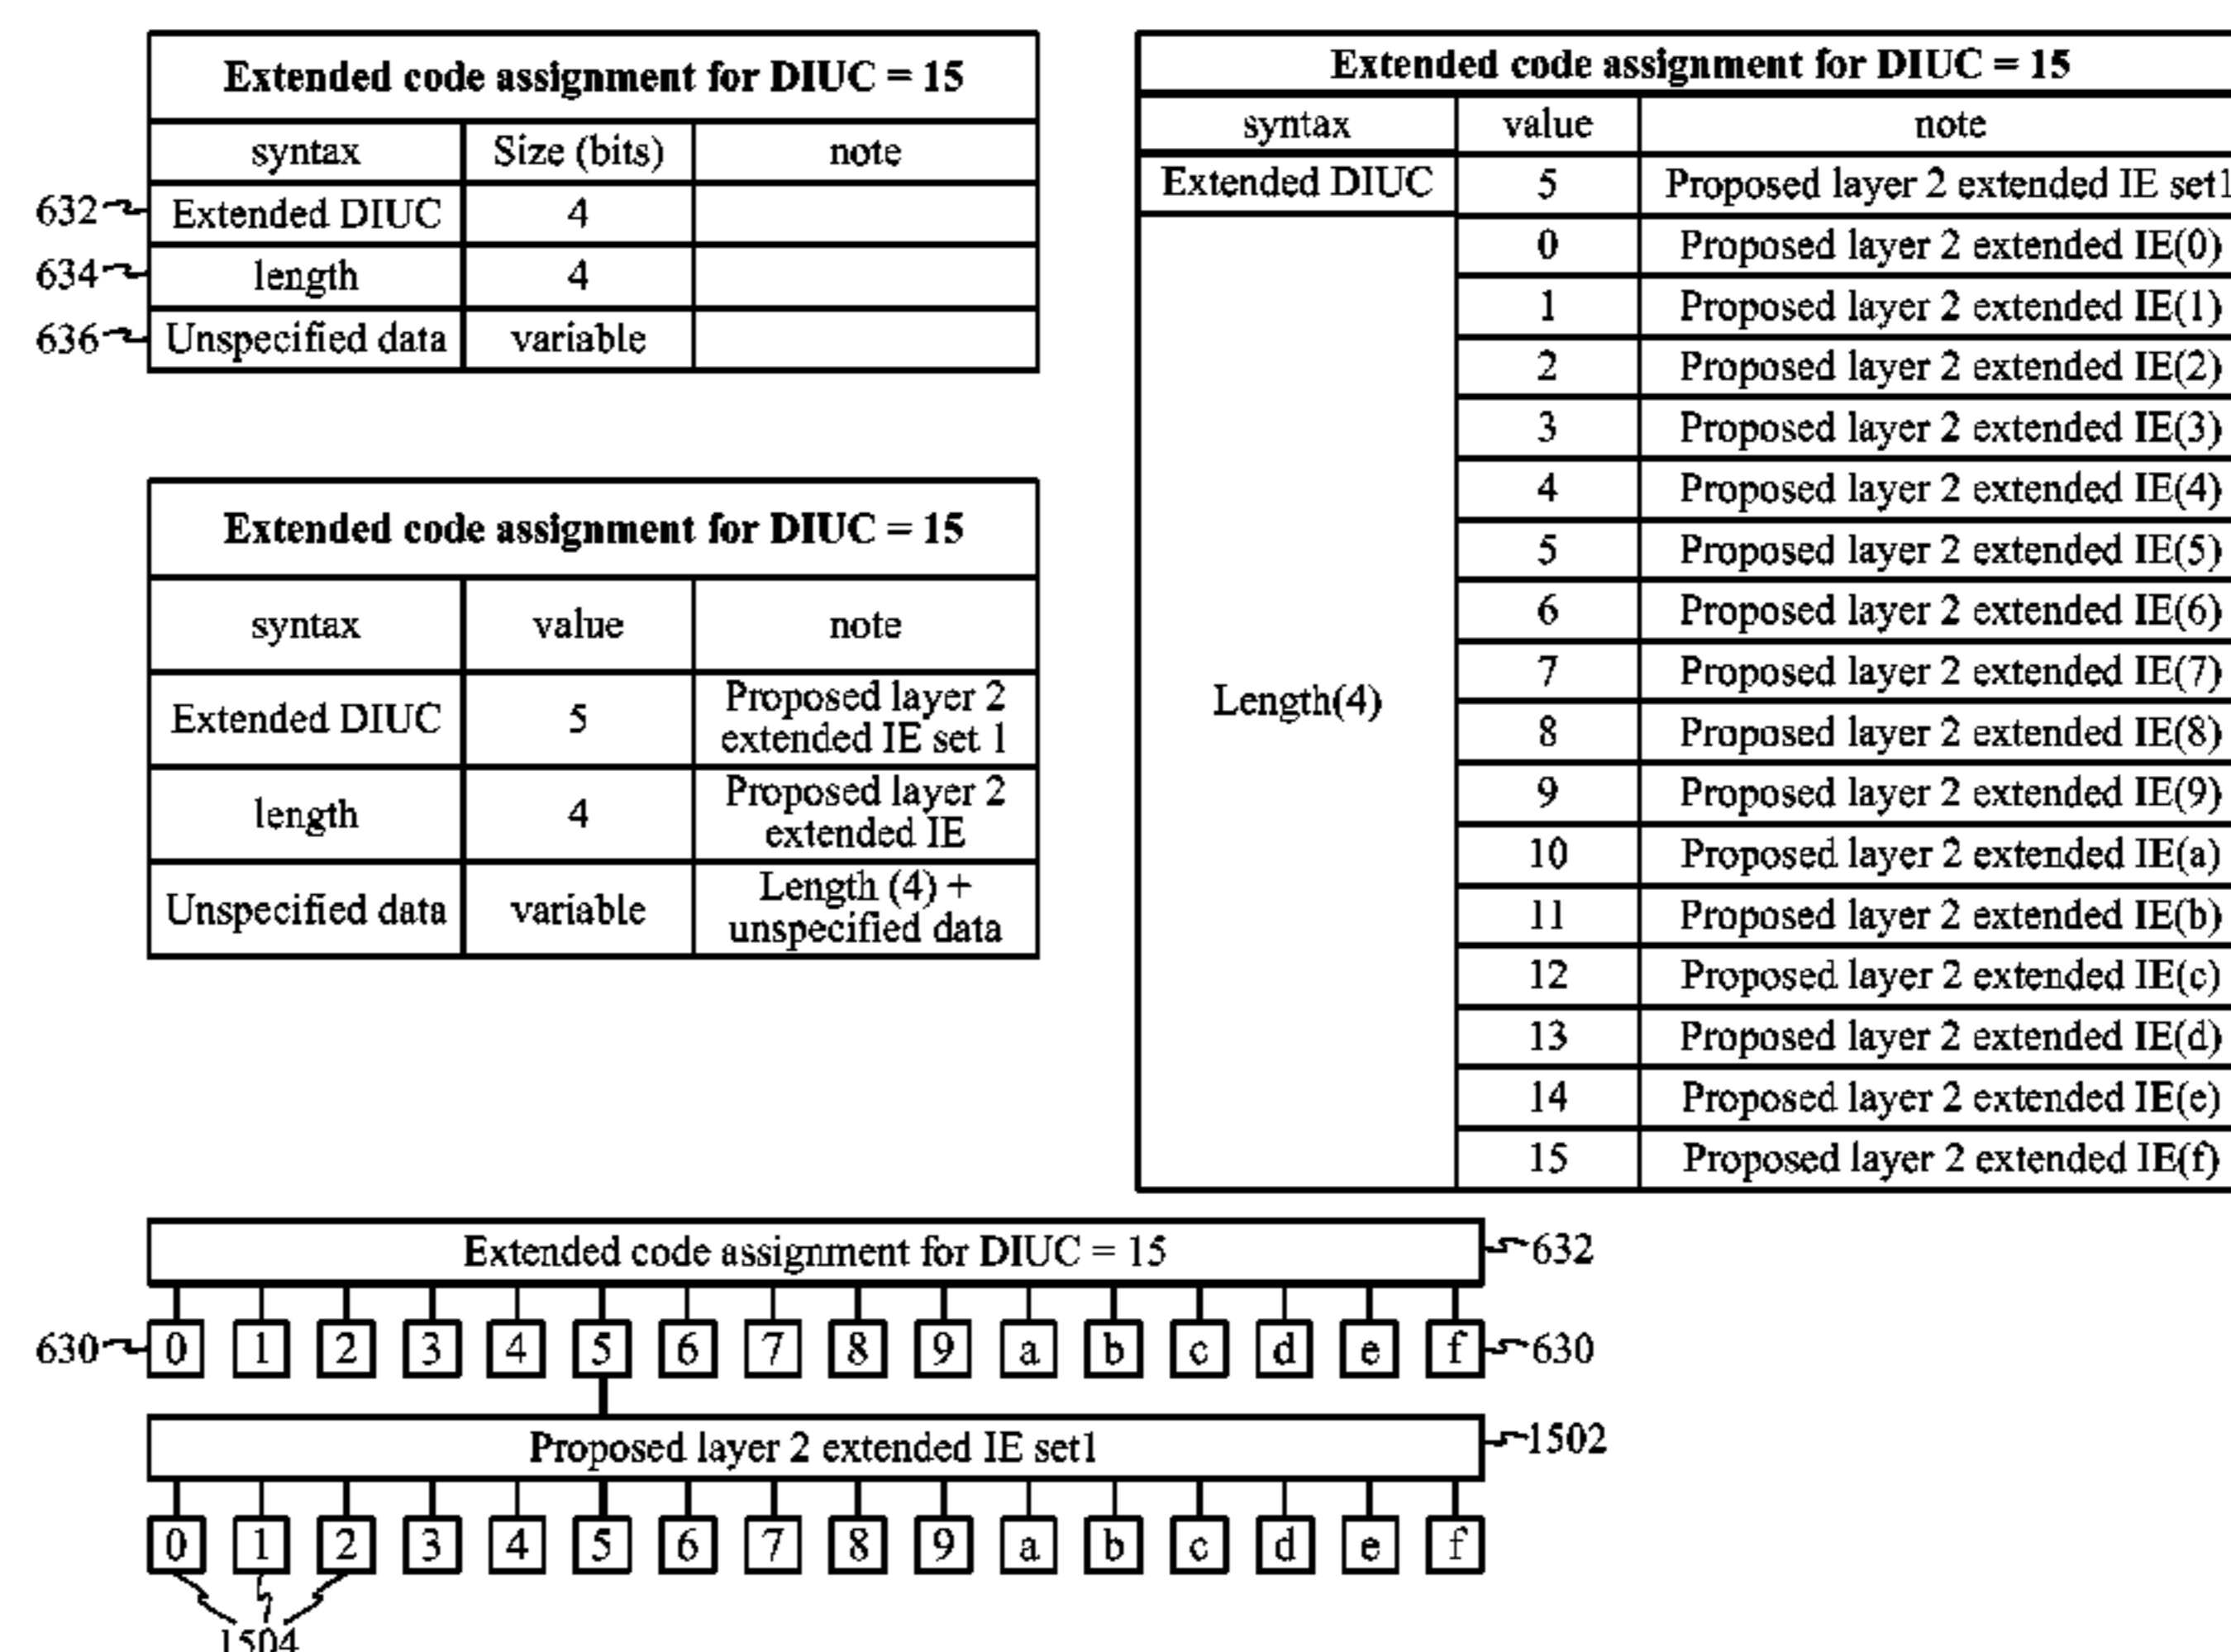 Extended code assignment for DIUC = 15
syntax Size (bits) note
632 Extended DIUC 4
634 length 4
636 Unspecified data variable
Extended code assignment for DIUC = 15
syntax value note
Extended DIUC 5 Proposed layer 2
extended IE set 1
length 4 Proposed layer 2
extended IE
Unspecified data variable Length (4) +
unspecified data
Extended code assignment for DIUC = 15
syntax value note
Extended DIUC 5 Proposed layer 2 extended IE set1
Length(4)
0 Proposed layer 2 extended IE(0)
1 Proposed layer 2 extended IE(1)
2 Proposed layer 2 extended IE(2)
3 Proposed layer 2 extended IE(3)
4 Proposed layer 2 extended IE(4)
5 Proposed layer 2 extended IE(5)
6 Proposed layer 2 extended IE(6)
7 Proposed layer 2 extended IE(7)
8 Proposed layer 2 extended IE(8)
9 Proposed layer 2 extended IE(9)
10 Proposed layer 2 extended IE(a)
11 Proposed layer 2 extended IE(b)
12 Proposed layer 2 extended IE(c)
13 Proposed layer 2 extended IE(d)
14 Proposed layer 2 extended IE(e)
15 Proposed layer 2 extended IE(f)
Extended code assignment for DIUC = 15 632
630 0 1 2 3 4 5 6 7 8 9 a b c d e f 630
Proposed layer 2 extended IE set1 1502
0 1 2 3 4 5 6 7 8 9 a b c d e f
1504